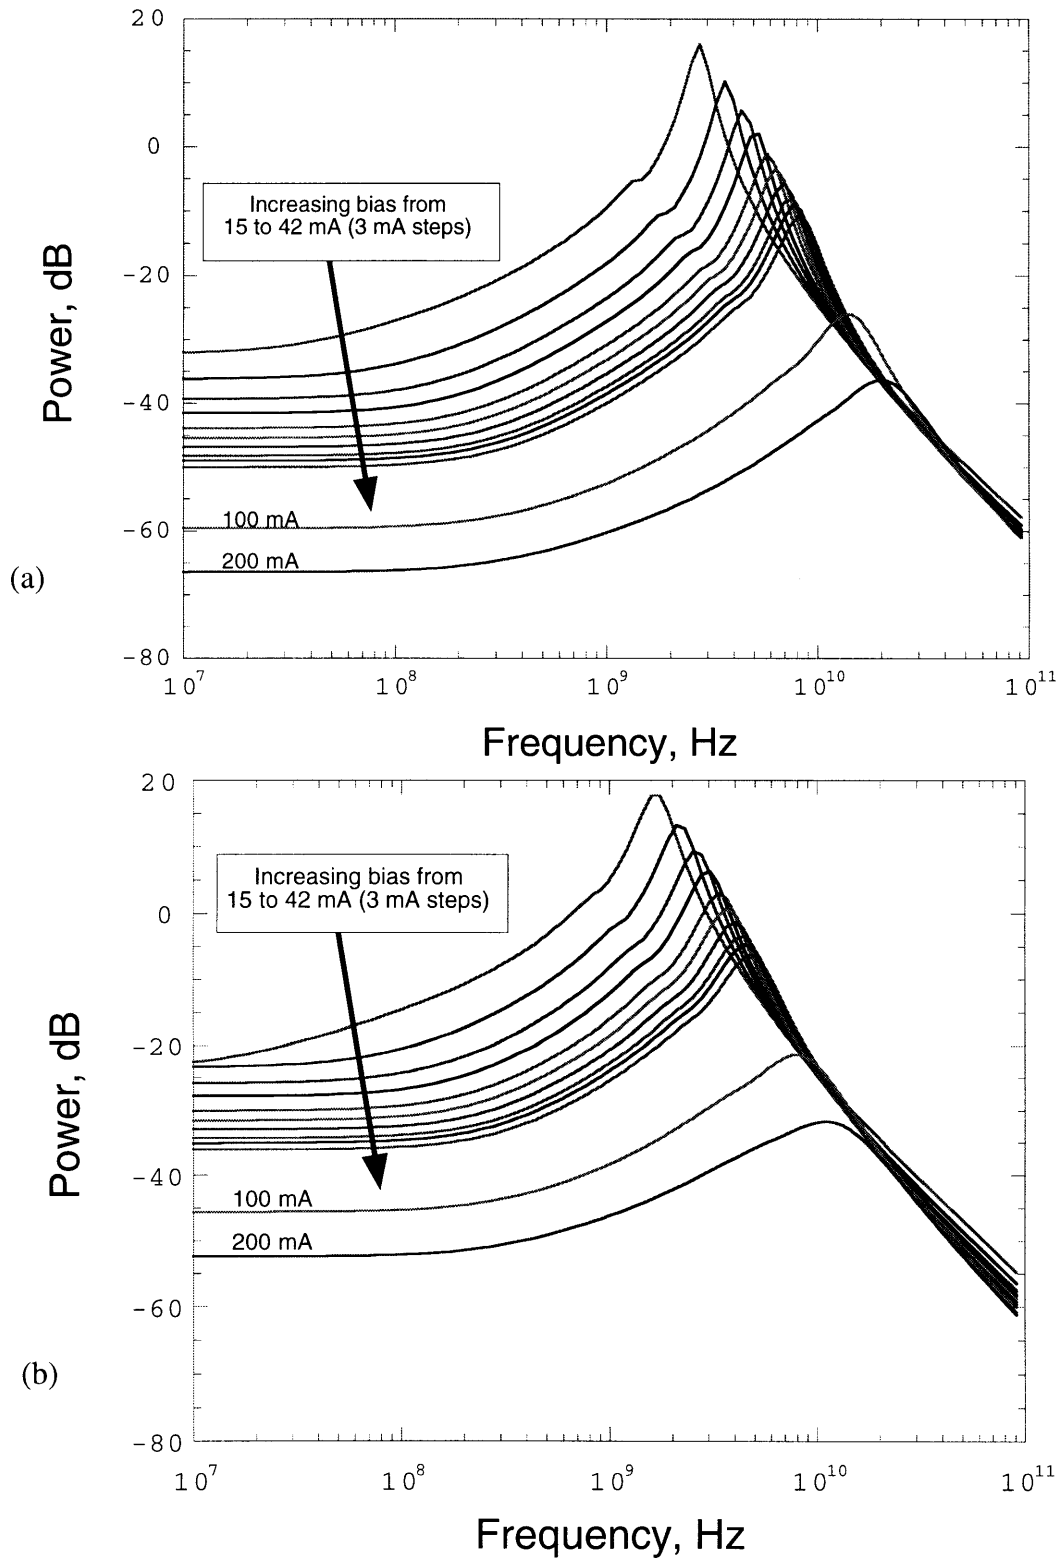 20
0
-20
-40
-60
-80
Power, dB
Increasing bias from
15 to 42 mA (3 mA steps)
100 mA
200 mA
(a)
10^7
10^8
10^9
10^10
10^11
Frequency, Hz
20
0
-20
-40
-60
-80
Power, dB
Increasing bias from
15 to 42 mA (3 mA steps)
100 mA
200 mA
(b)
10^7
10^8
10^9
10^10
10^11
Frequency, Hz